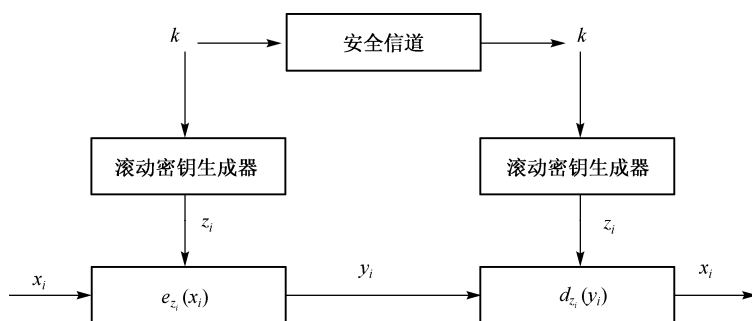 k
安全信道
k
滚动密钥生成器
滚动密钥生成器
z_i
z_i
x_i
e_{z_i}(x_i)
y_i
d_{z_i}(y_i)
x_i